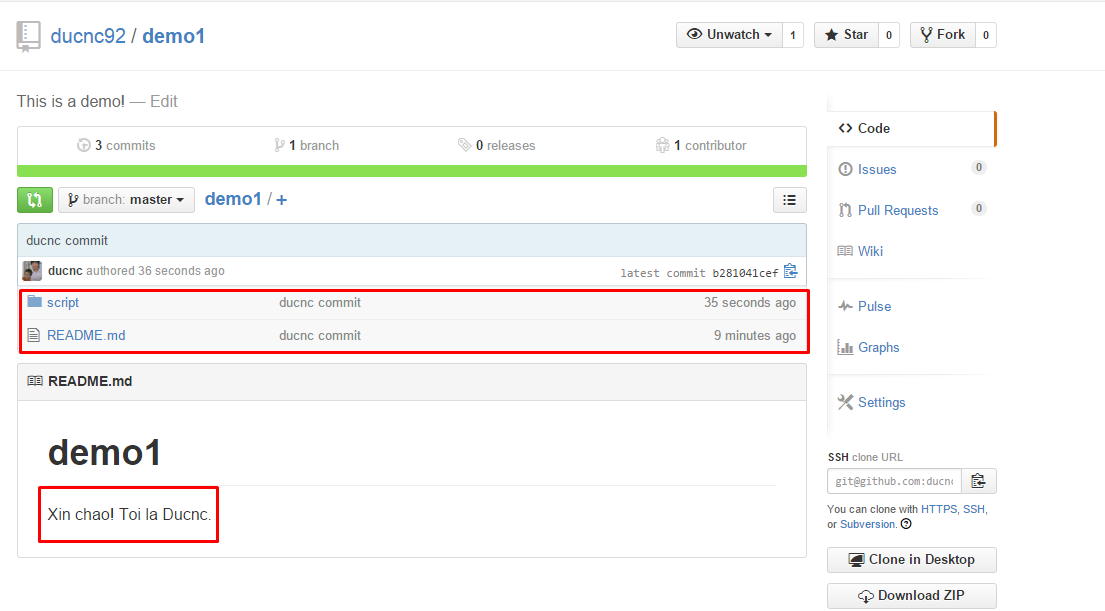 ducnc92 / demo1
Unwatch 1 Star 0 Fork 0
This is a demo! — Edit
3 commits 1 branch 0 releases 1 contributor
branch: master demo1 / +
ducnc commit
ducnc authored 36 seconds ago latest commit b281041cef
script ducnc commit 35 seconds ago
README.md ducnc commit 9 minutes ago
README.md
demo1
Xin chao! Toi la Ducnc.
Code
Issues 0
Pull Requests 0
Wiki
Pulse
Graphs
Settings
SSH clone URL
git@github.com:ducnc
You can clone with HTTPS, SSH,
or Subversion.
Clone in Desktop
Download ZIP